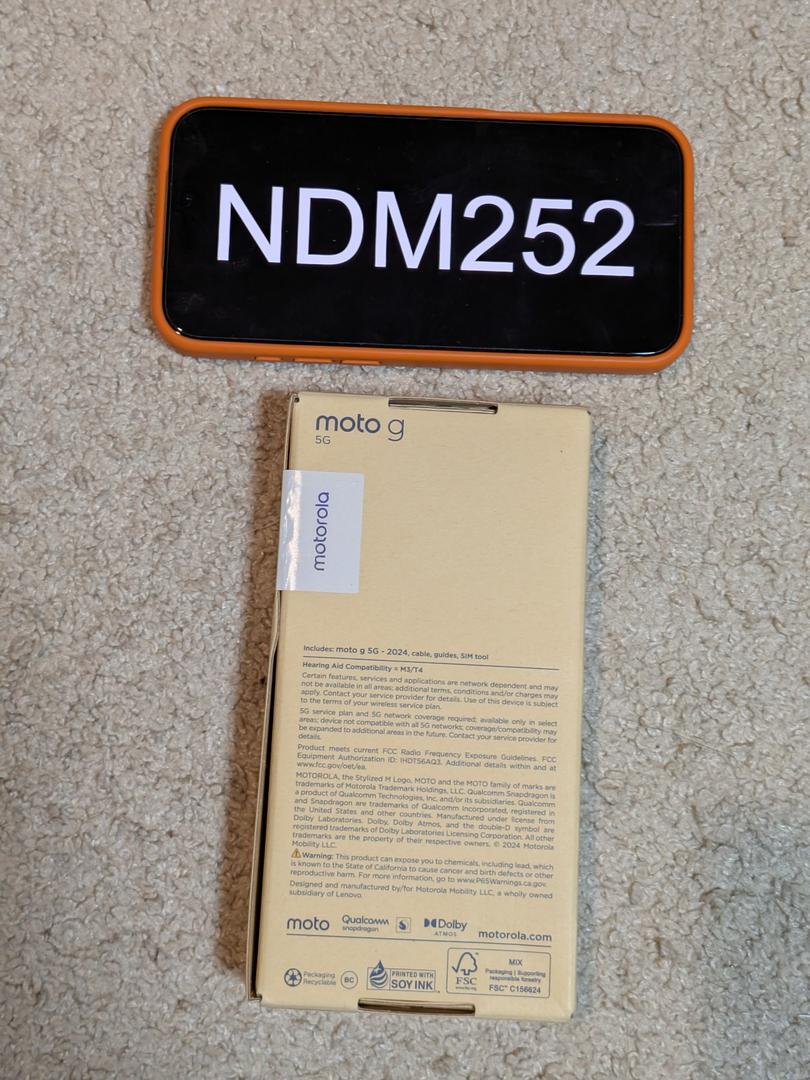 NDM252
moto g
5G
motorola
Includes: moto g 5G - 2024, cable, guides, SIM tool
Hearing Aid Compatibility = M3/T4
Certain features, services and applications are network dependent and may
not be available in all areas; additional terms, conditions and/or charges may
apply. Contact your service provider for details. Use of this device is subject
to the terms of your wireless service plan.
5G service plan and 5G network coverage required; available only in select
areas; device not compatible with all 5G networks; coverage/compatibility may
be expanded to additional areas in the future. Contact your service provider for
details.
Product meets current FCC Radio Frequency Exposure Guidelines. FCC
Equipment Authorization ID: IHDT56AQ3. Additional details within and at
www.fcc.gov/oet/ea.
MOTOROLA, the Stylized M Logo, MOTO and the MOTO family of marks are
trademarks of Motorola Trademark Holdings, LLC. Qualcomm Snapdragon is
a product of Qualcomm Technologies, Inc. and/or its subsidiaries. Qualcomm
and Snapdragon are trademarks of Qualcomm Incorporated, registered in
the United States and other countries. Manufactured under license from
Dolby Laboratories. Dolby, Dolby Atmos, and the double-D symbol are
registered trademarks of Dolby Laboratories Licensing Corporation. All other
trademarks are the property of their respective owners. © 2024 Motorola
Mobility LLC.
⚠Warning: This product can expose you to chemicals, including lead, which
is known to the State of California to cause cancer and birth defects or other
reproductive harm. For more information, go to www.P65Warnings.ca.gov.
Designed and manufactured by/for Motorola Mobility LLC, a wholly owned
subsidiary of Lenovo.
moto
Qualcomm
snapdragon
Dolby
ATMOS
motorola.com
Packaging
Recyclable
BC
PRINTED WITH
SOY INK
FSC
www.fsc.org
MIX
Packaging | Supporting
responsible forestry
FSC™ C156624